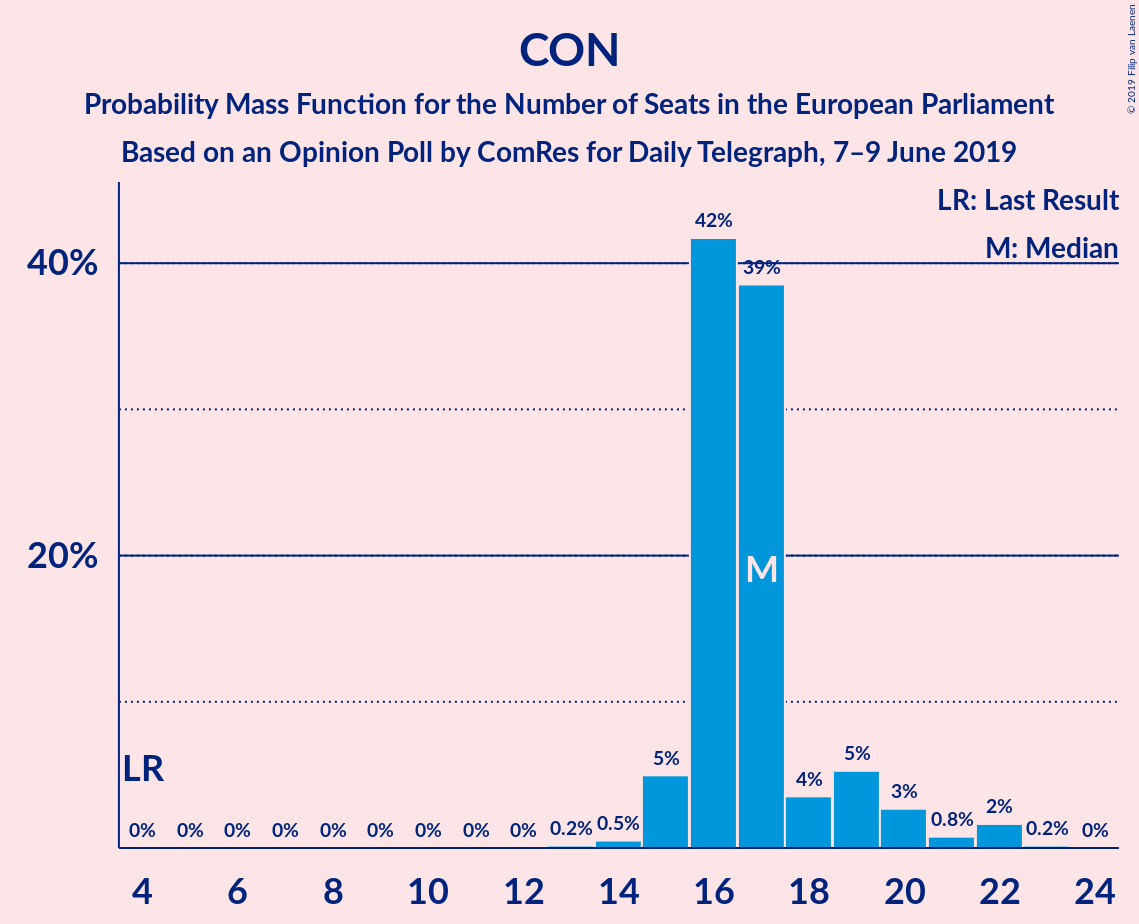 CON
Probability Mass Function for the Number of Seats in the European Parliament
Based on an Opinion Poll by ComRes for Daily Telegraph, 7–9 June 2019
© 2019 Filip van Laenen
LR: Last Result
M: Median
40%
20%
42%
39%
M
LR
0% 0% 0% 0% 0% 0% 0% 0% 0% 0.2% 0.5% 5% 4% 5% 3% 0.8% 2% 0.2% 0%
4 6 8 10 12 14 16 18 20 22 24